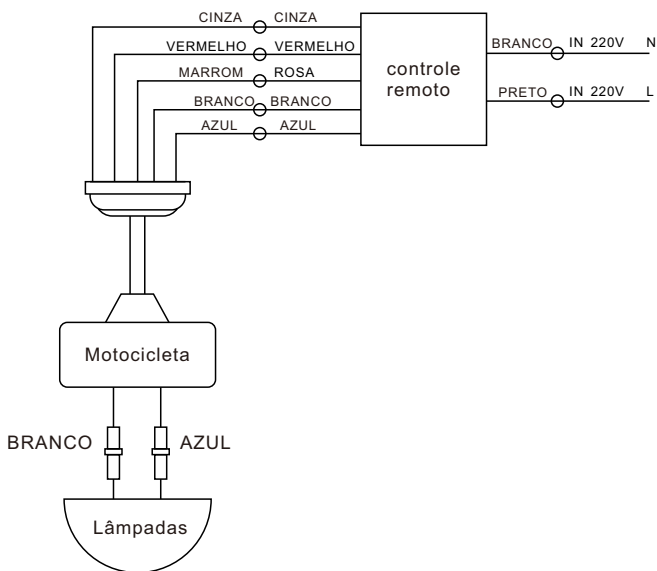 CINZA CINZA
VERMELHO VERMELHO
MARROM ROSA
BRANCO BRANCO
AZUL AZUL
controle
remoto
BRANCO IN 220V N
PRETO IN 220V L
Motocicleta
BRANCO AZUL
Lâmpadas